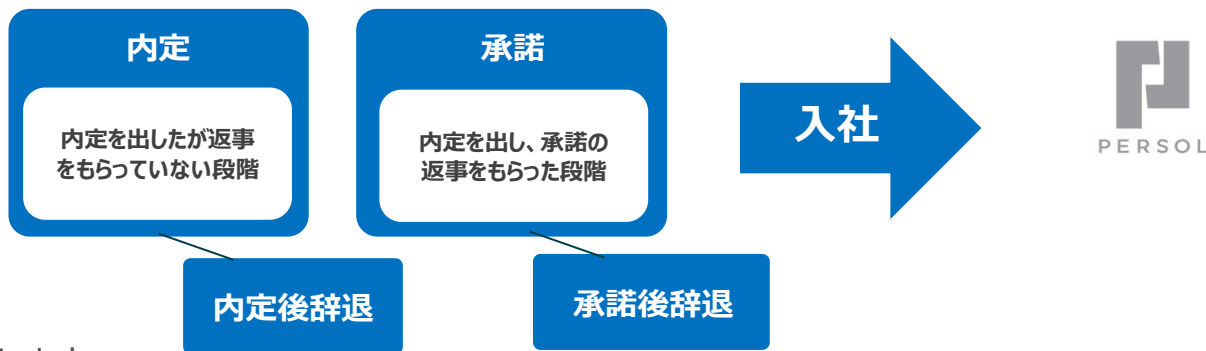 内定
内定を出したが返事
をもらっていない段階
承諾
内定を出し、承諾の
返事をもらった段階
入社
PERSOL
内定後辞退
承諾後辞退